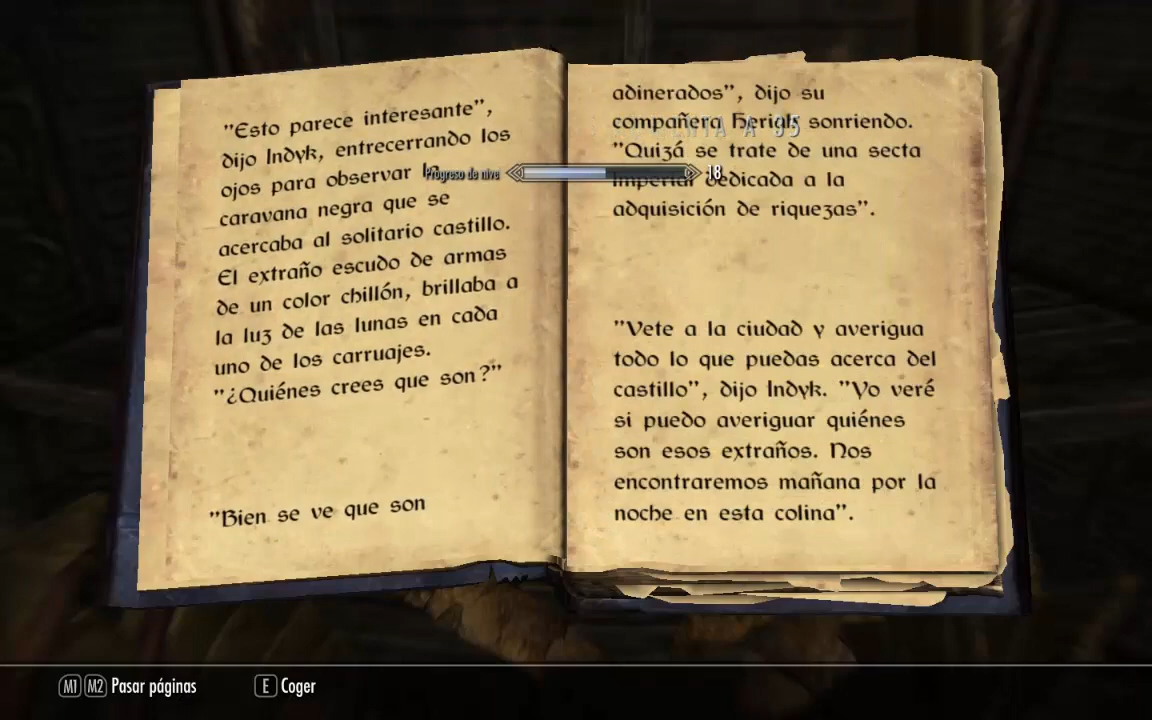 "Esto parece interesante",
dijo Indyk, entrecerrando los
ojos para observar la
caravana negra que se
acercaba al solitario castillo.
El extraño escudo de armas
de un color chillón, brillaba a
la luz de las lunas en cada
uno de los carruajes.
"¿Quiénes crees que son?"
"Bien se ve que son
adinerados", dijo su
compañera Heriah sonriendo.
"Quizá se trate de una secta
Imperial dedicada a la
adquisición de riquezas".
"Vete a la ciudad y averigua
todo lo que puedas acerca del
castillo", dijo Indyk. "Yo veré
si puedo averiguar quiénes
son esos extraños. Nos
encontraremos mañana por la
noche en esta colina".
A 35
Progreso de nivel
18
M1 M2 Pasar páginas
E Coger